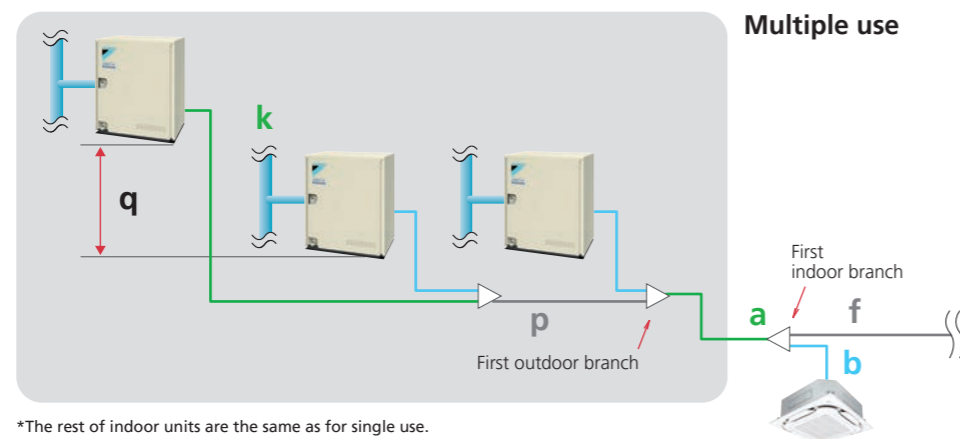 Multiple use
k
q
First
indoor branch
a
f
p
b
First outdoor branch
*The rest of indoor units are the same as for single use.